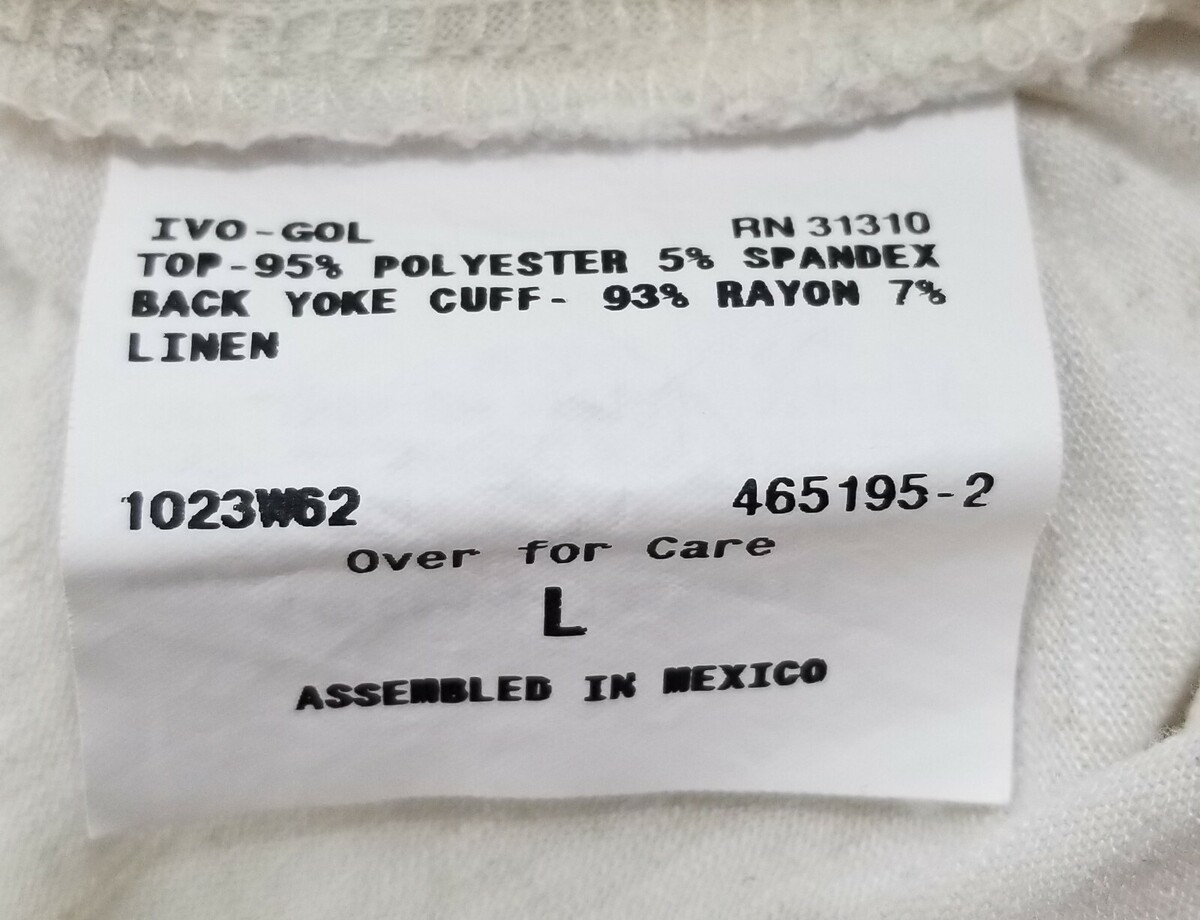 IVO-GOL RN 31310
TOP-95% POLYESTER 5% SPANDEX
BACK YOKE CUFF- 93% RAYON 7%
LINEN
1023W62 465195-2
Over for Care
L
ASSEMBLED IN MEXICO